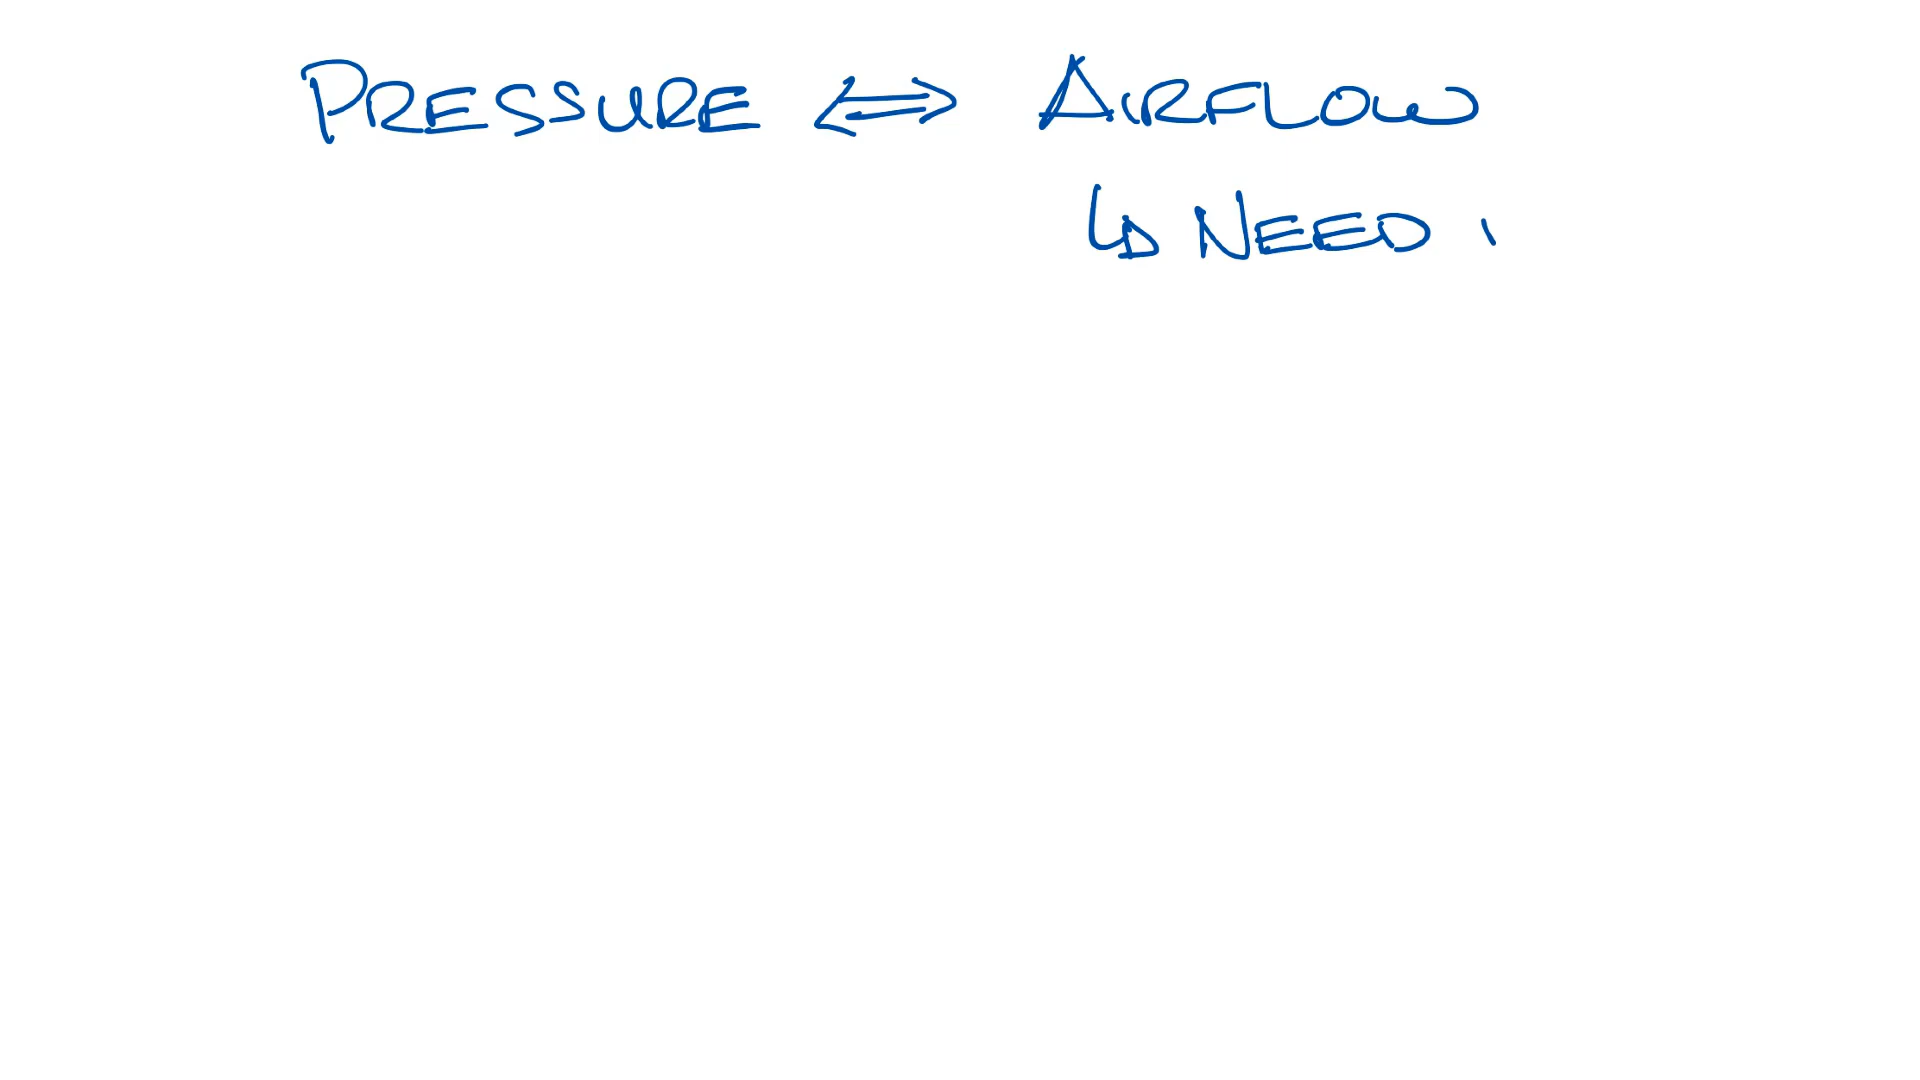 PRESSURE ⇔ AIRFLOW
↳ NEED